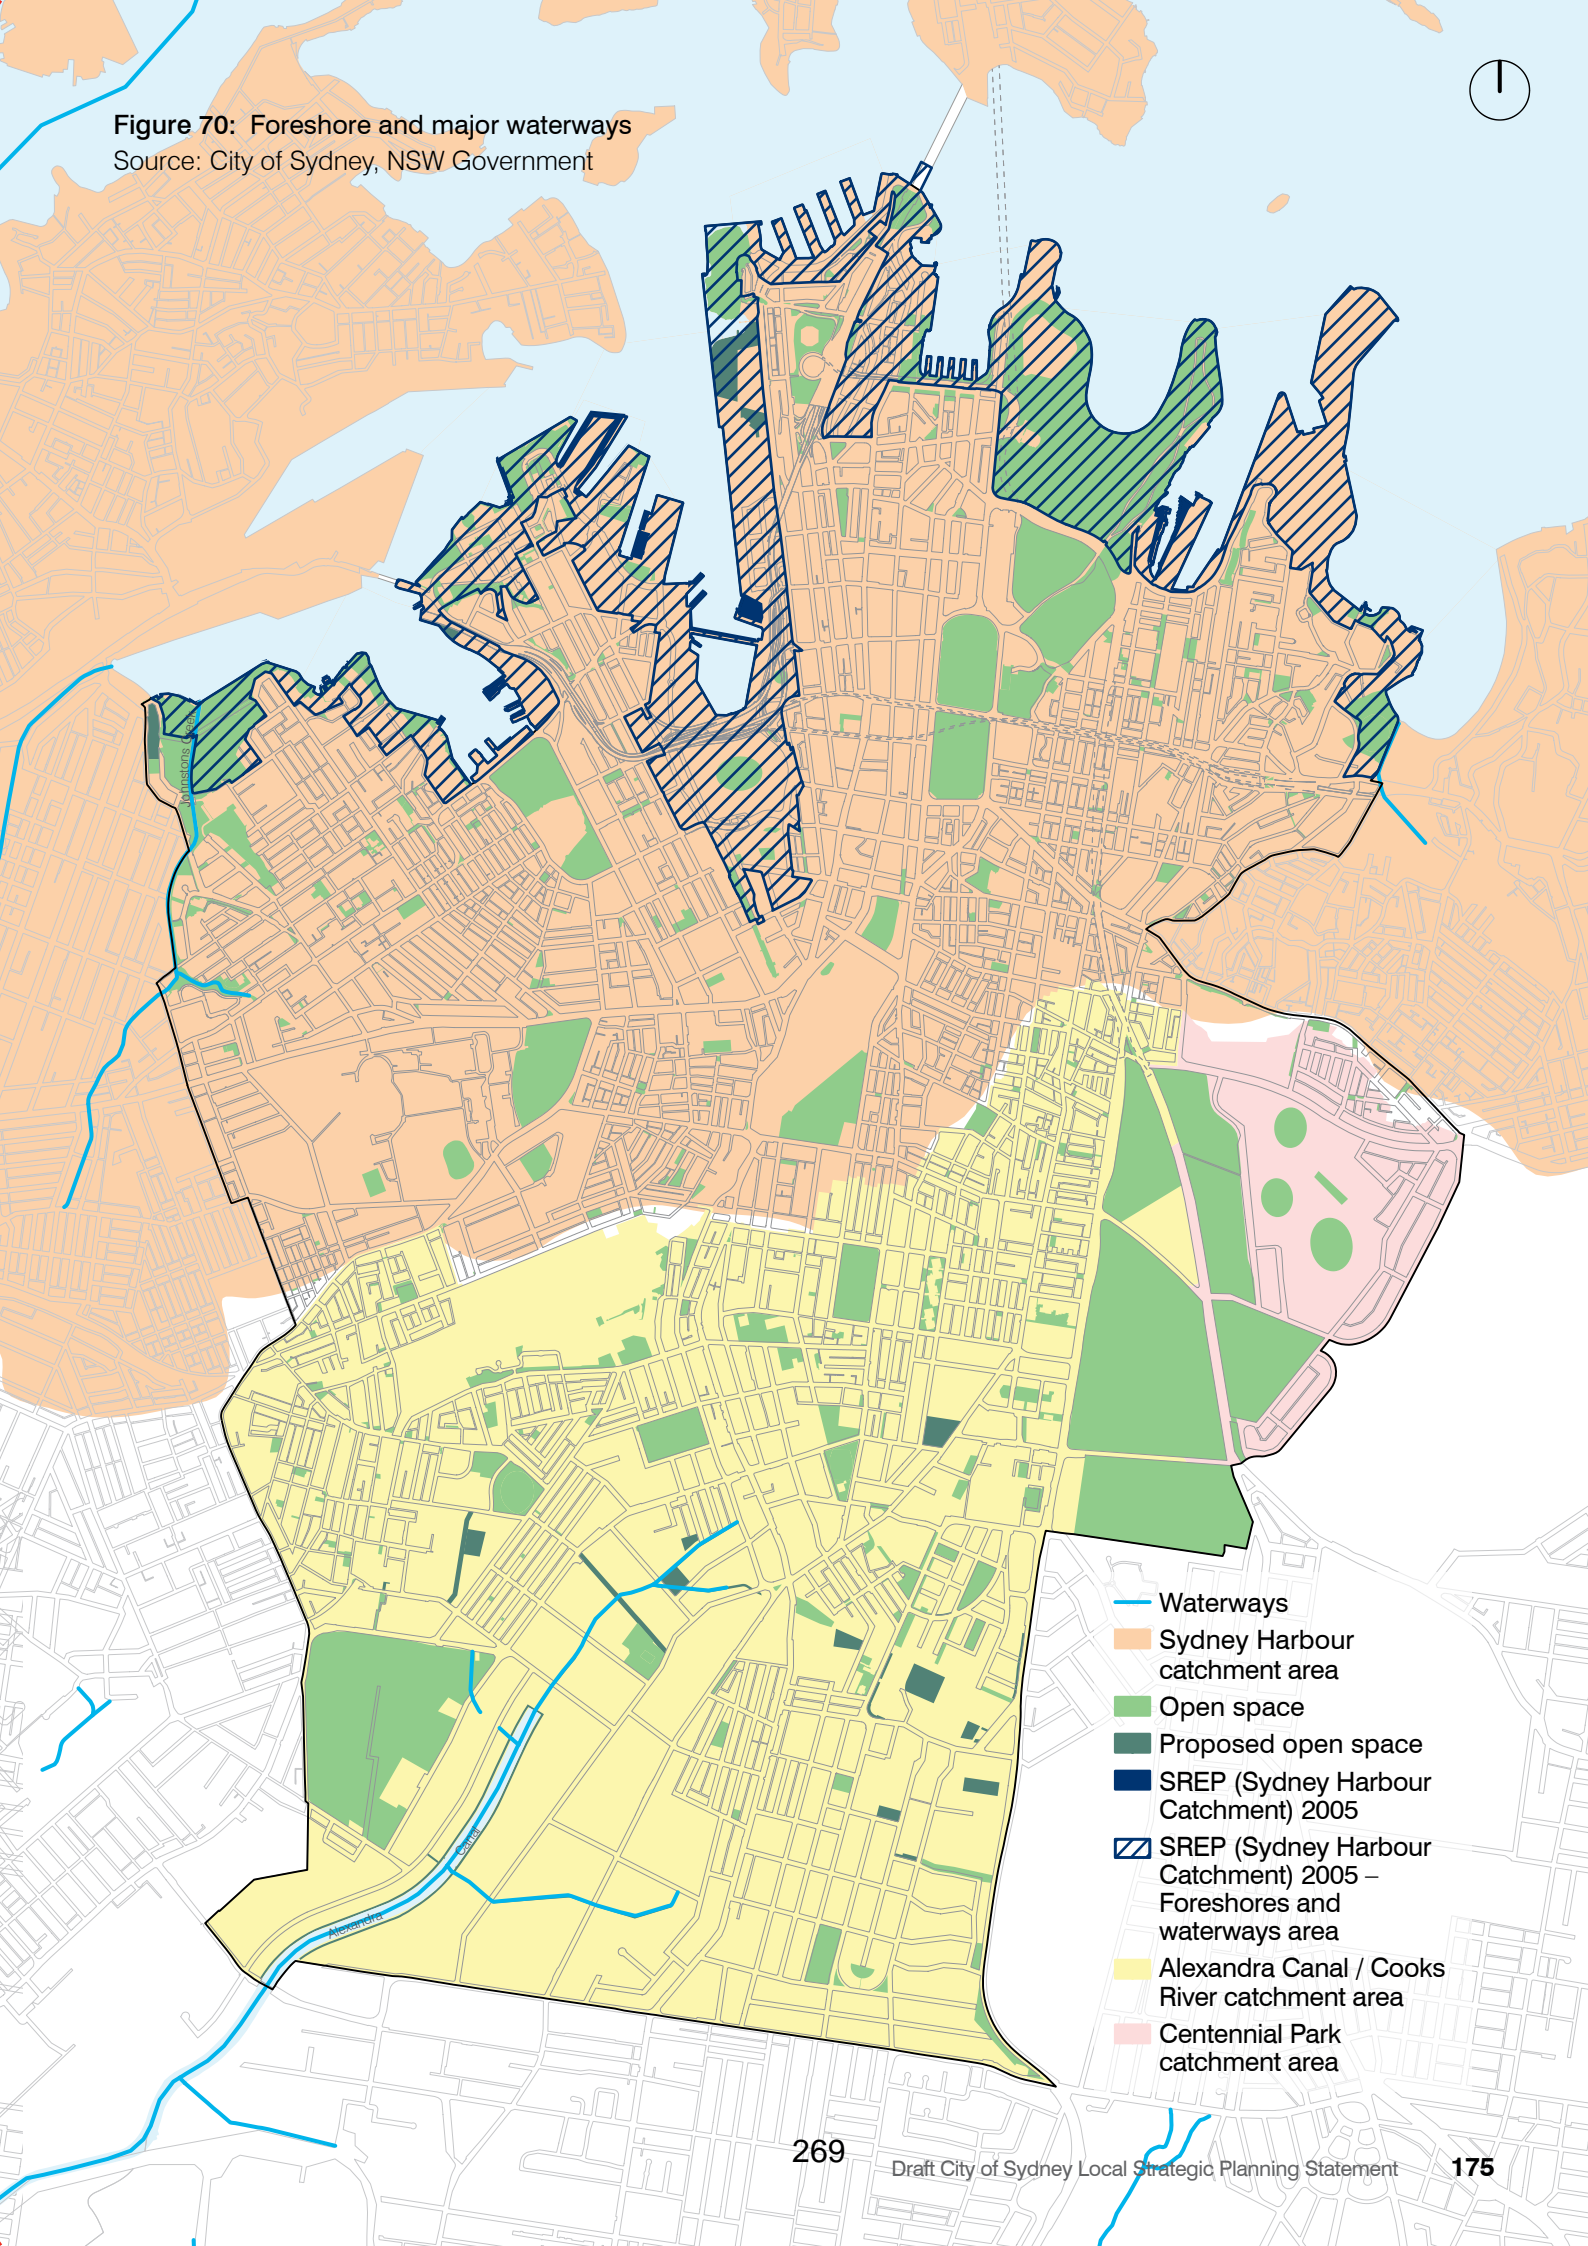 Figure 70: Foreshore and major waterways
Source: City of Sydney, NSW Government
Johnstons Creek
Canal
Alexandra
Waterways
Sydney Harbour
catchment area
Open space
Proposed open space
SREP (Sydney Harbour
Catchment) 2005
SREP (Sydney Harbour
Catchment) 2005 –
Foreshores and
waterways area
Alexandra Canal / Cooks
River catchment area
Centennial Park
catchment area
269
Draft City of Sydney Local Strategic Planning Statement 175